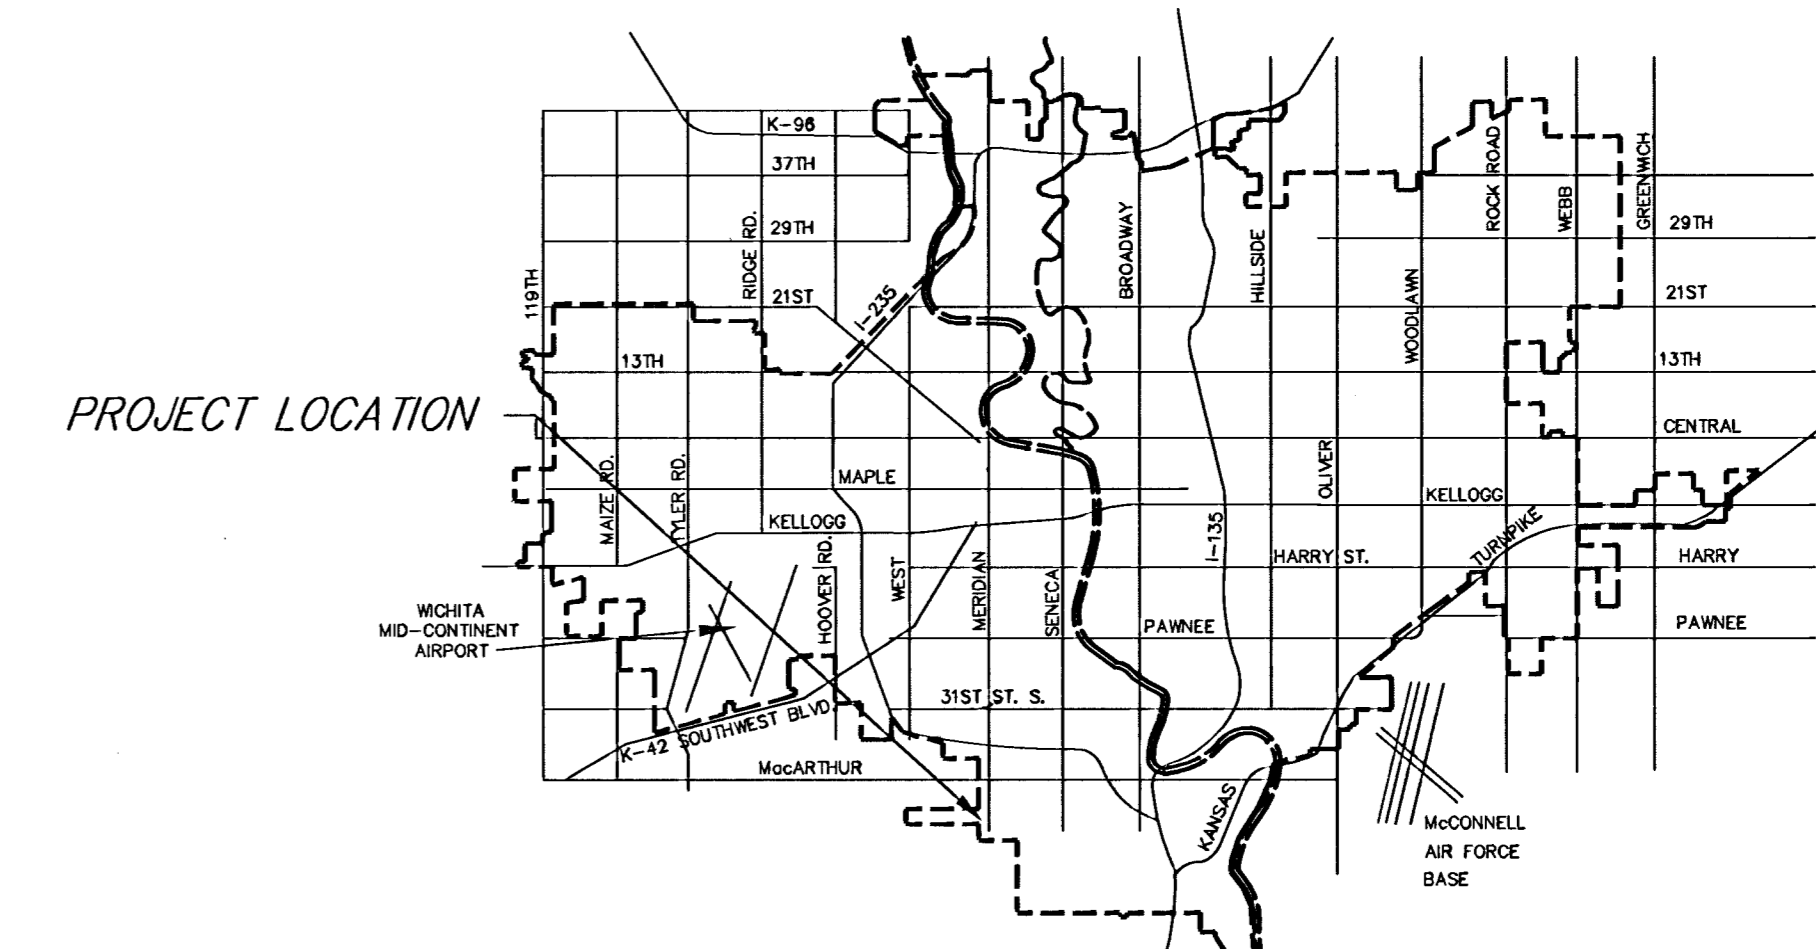 K-96
37TH
29TH
RIDGE RD.
119TH
21ST
I-235
13TH
PROJECT LOCATION
MAIZE RD.
TYLER RD.
MAPLE
KELLOGG
HOOVER RD.
WEST
MERIDIAN
SENECA
BROADWAY
I-135
HILLSIDE
OLIVER
WOODLAWN
ROCK ROAD
WEBB
GREENWICH
29TH
21ST
13TH
CENTRAL
KELLOGG
TURNPIKE
HARRY ST.
HARRY
PAWNEE
PAWNEE
WICHITA
MID-CONTINENT
AIRPORT
31ST ST. S.
K-42 SOUTHWEST BLVD.
MacARTHUR
KANSAS
McCONNELL
AIR FORCE
BASE